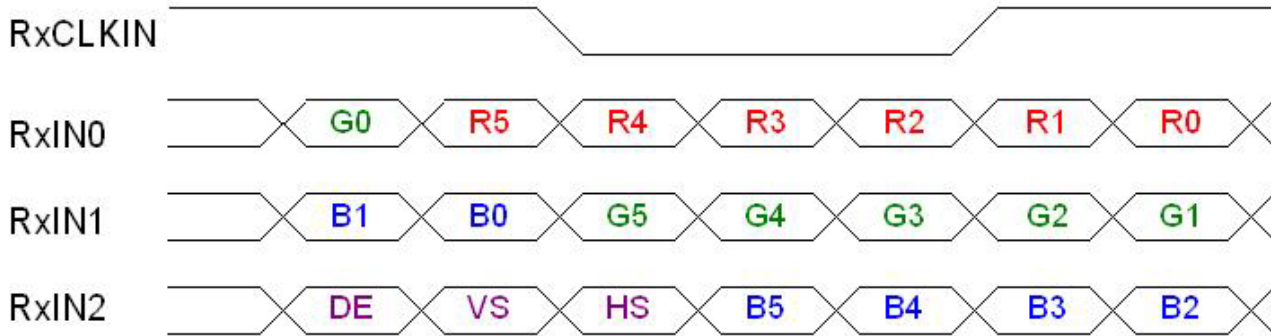 RxCLKIN
RxIN0 G0 R5 R4 R3 R2 R1 R0
RxIN1 B1 B0 G5 G4 G3 G2 G1
RxIN2 DE VS HS B5 B4 B3 B2